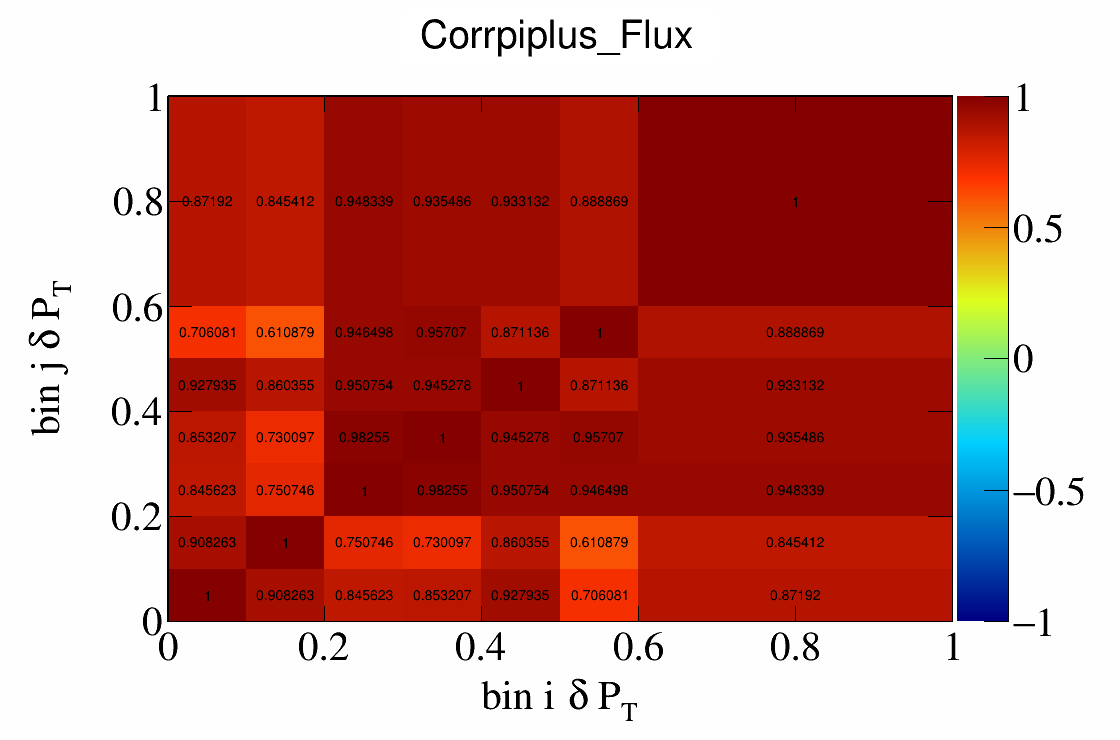 Corrpiplus_Flux
1
0.8
0.6
0.4
0.2
0
bin j δ P_T
0.87192 0.845412 0.948339 0.935486 0.933132 0.888869 1
0.706081 0.610879 0.946498 0.95707 0.871136 1 0.888869
0.927935 0.860355 0.950754 0.945278 1 0.871136 0.933132
0.853207 0.730097 0.98255 1 0.945278 0.95707 0.935486
0.845623 0.750746 1 0.98255 0.950754 0.946498 0.948339
0.908263 1 0.750746 0.730097 0.860355 0.610879 0.845412
1 0.908263 0.845623 0.853207 0.927935 0.706081 0.87192
0 0.2 0.4 0.6 0.8 1
bin i δ P_T
1
0.5
0
−0.5
−1